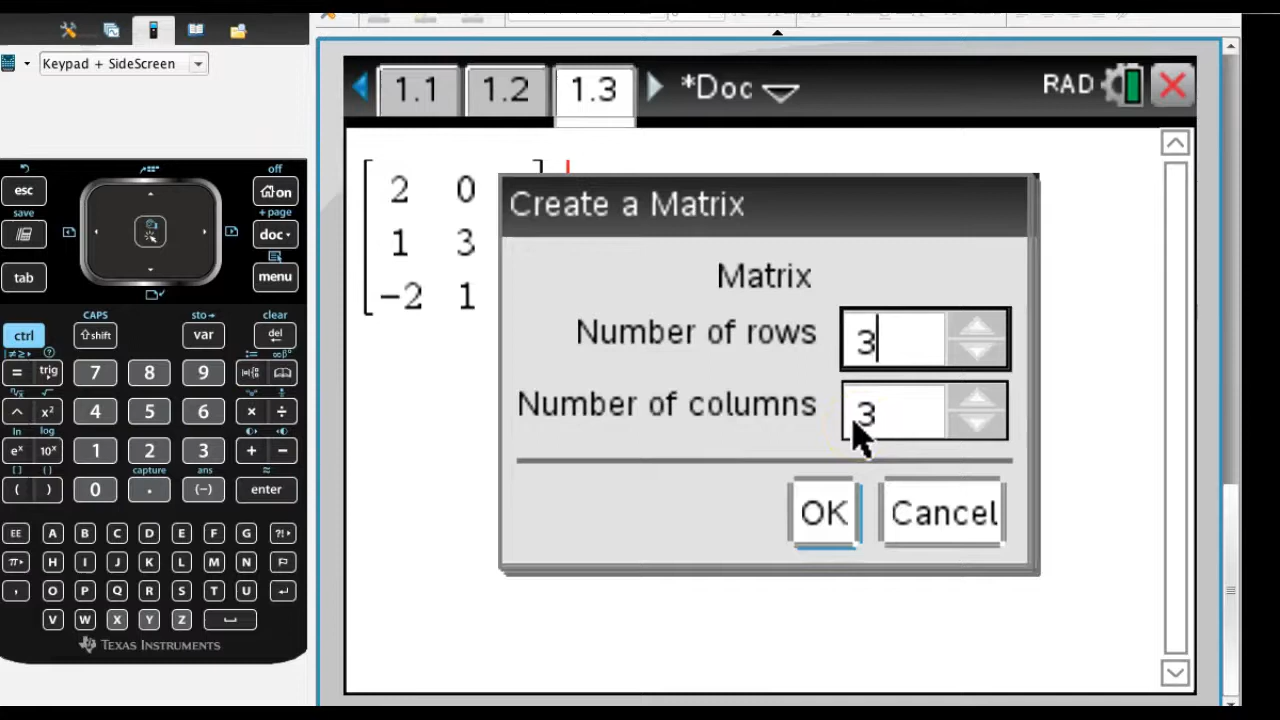 Keypad + SideScreen
1.1 1.2 1.3 *Doc RAD
2 0
1 3
-2 1
Create a Matrix
Matrix
Number of rows 3
Number of columns 3
OK Cancel
off
esc on
save + page
doc
tab menu
CAPS sto→ clear
ctrl shift var del
= trig 7 8 9
^ x² 4 5 6 × ÷
ln log
eˣ 10ˣ 1 2 3 + −
[ ] { } capture ans ≈
( ) 0 . (−) enter
EE A B C D E F G ?!▸
π▸ H I J K L M N
, O P Q R S T U ↵
V W X Y Z
TEXAS INSTRUMENTS